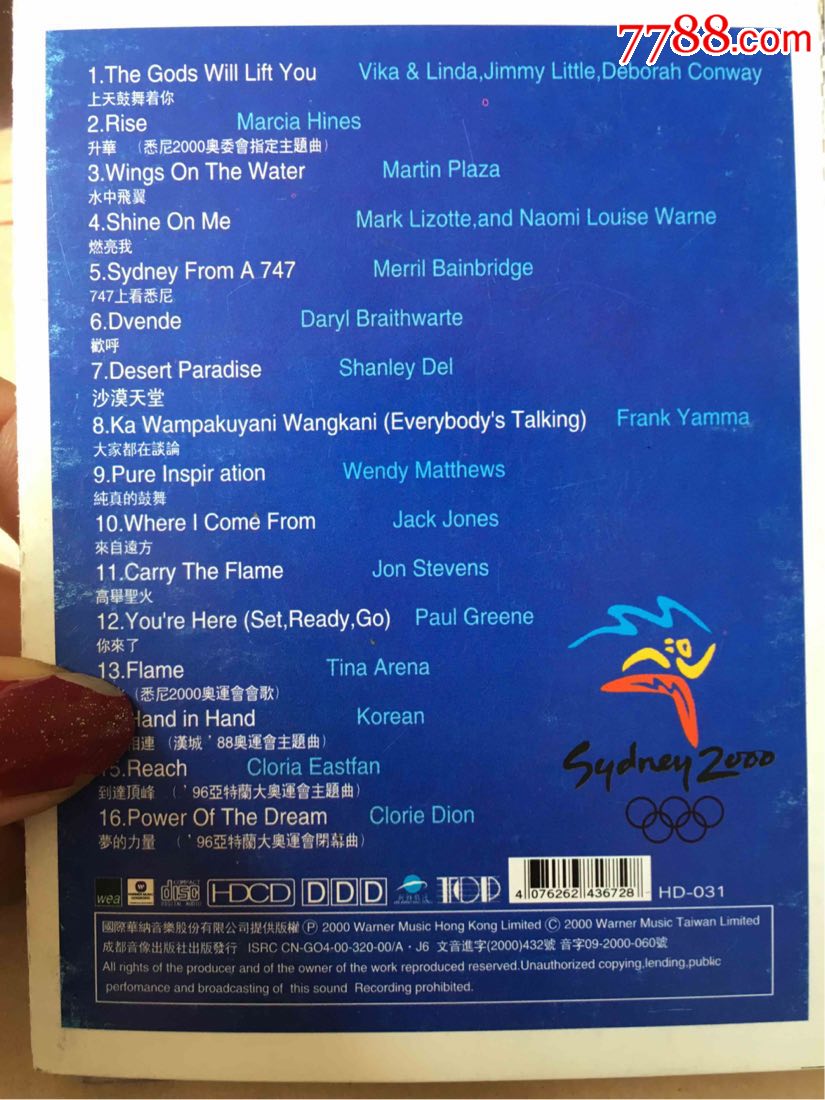 7788.com
1.The Gods Will Lift You Vika & Linda,Jimmy Little,Deborah Conway
上天鼓舞着你
2.Rise Marcia Hines
升華 (悉尼2000奧委會指定主題曲)
3.Wings On The Water Martin Plaza
水中飛翼
4.Shine On Me Mark Lizotte,and Naomi Louise Warne
燃亮我
5.Sydney From A 747 Merril Bainbridge
747上看悉尼
6.Dvende Daryl Braithwarte
歡呼
7.Desert Paradise Shanley Del
沙漠天堂
8.Ka Wampakuyani Wangkani (Everybody's Talking) Frank Yamma
大家都在談論
9.Pure Inspir ation Wendy Matthews
純真的鼓舞
10.Where I Come From Jack Jones
來自遠方
11.Carry The Flame Jon Stevens
高舉聖火
12.You're Here (Set,Ready,Go) Paul Greene
你來了
13.Flame Tina Arena
(悉尼2000奧運會會歌)
Hand in Hand Korean
相連 (漢城'88奧運會主題曲)
15.Reach Cloria Eastfan
到達頂峰 ('96亞特蘭大奧運會主題曲)
16.Power Of The Dream Clorie Dion
夢的力量 ('96亞特蘭大奧運會閉幕曲)
Sydney 2000
wea COMPACT disc DIGITAL AUDIO HDCD DDD TOP 4 076262 436728 HD-031
國際華納音樂股份有限公司提供版權 Ⓟ 2000 Warner Music Hong Kong Limited © 2000 Warner Music Taiwan Limited
成都音像出版社出版發行 ISRC CN-GO4-00-320-00/A·J6 文音進字(2000)432號 音字09-2000-060號
All rights of the producer and of the owner of the work reproduced reserved.Unauthorized copying,lending,public
perfomance and broadcasting of this sound Recording prohibited.